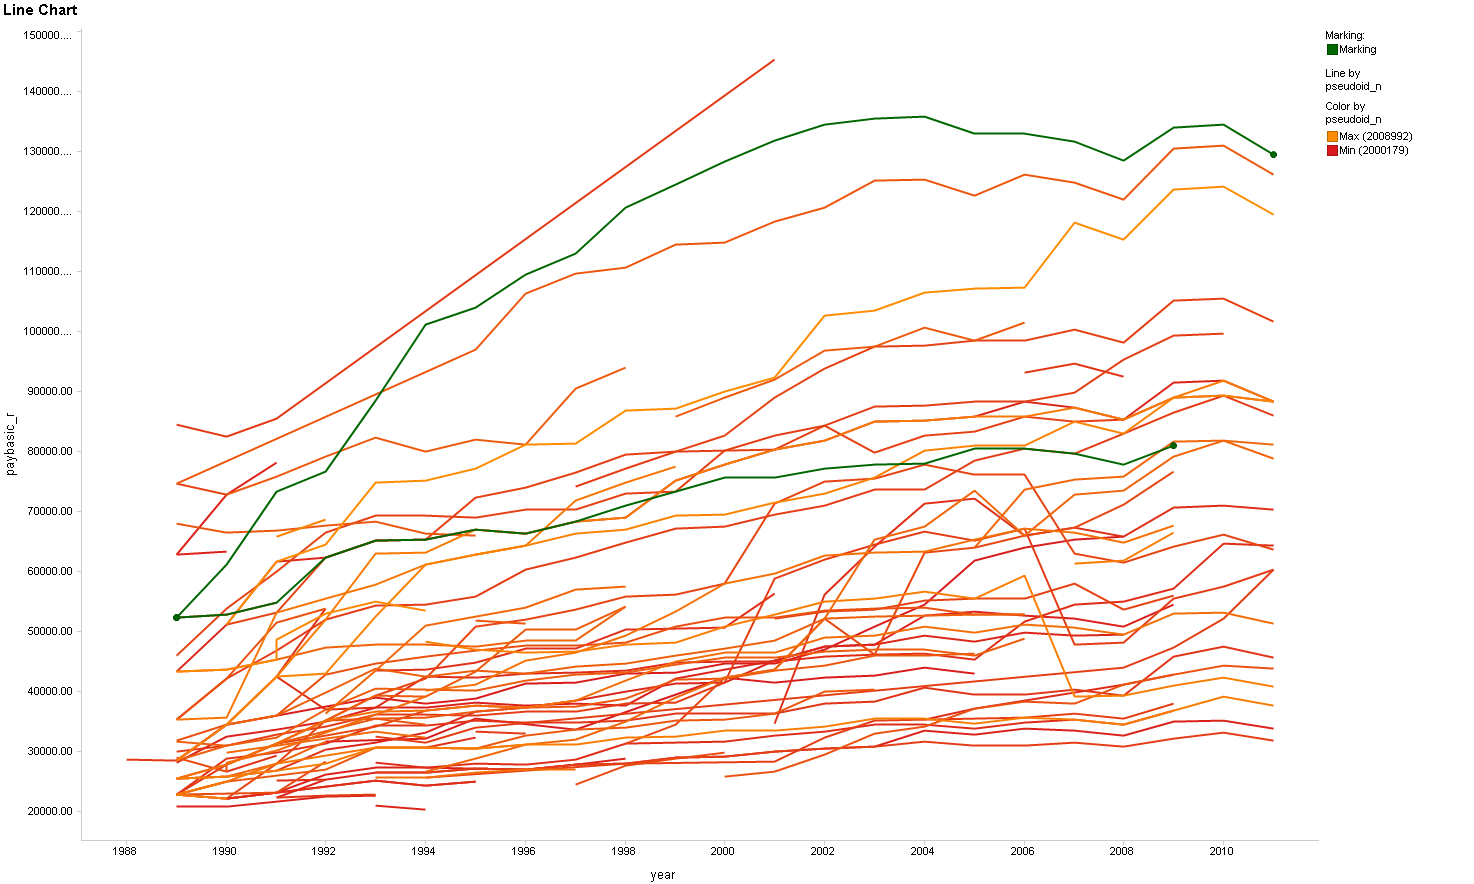 Line Chart
150000....
140000....
130000....
120000....
110000....
100000....
90000.00
80000.00
70000.00
60000.00
50000.00
40000.00
30000.00
20000.00
paybasic_r
1988 1990 1992 1994 1996 1998 2000 2002 2004 2006 2008 2010
year
Marking:
Marking
Line by
pseudoid_n
Color by
pseudoid_n
Max (2008992)
Min (2000179)